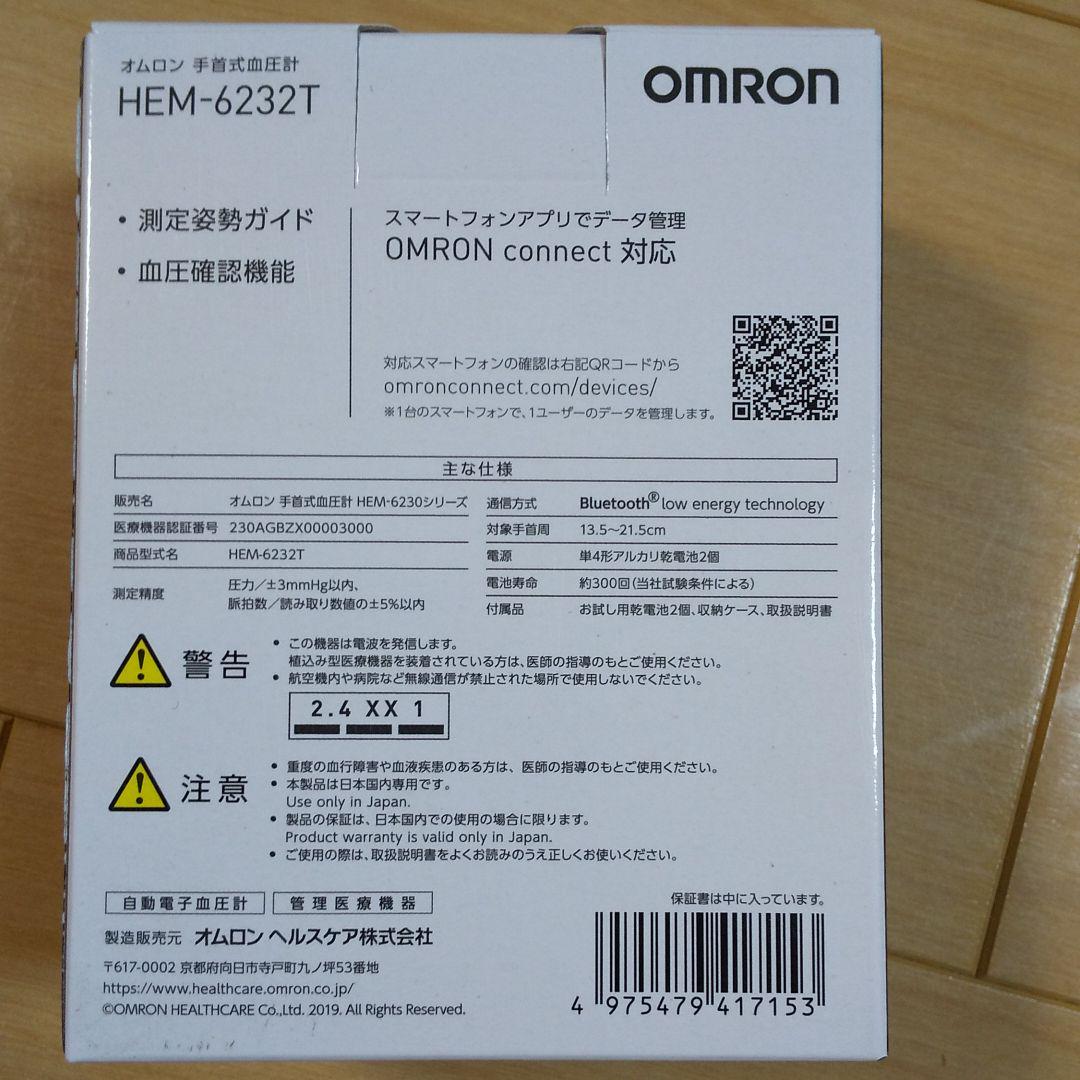 オムロン 手首式血圧計
HEM-6232T
OMRON
・測定姿勢ガイド
・血圧確認機能
スマートフォンアプリでデータ管理
OMRON connect 対応
対応スマートフォンの確認は右記QRコードから
omronconnect.com/devices/
※1台のスマートフォンで、1ユーザーのデータを管理します。
主な仕様
販売名 オムロン 手首式血圧計 HEM-6230シリーズ
医療機器認証番号 230AGBZX00003000
商品型式名 HEM-6232T
測定精度 圧力/±3mmHg以内、
脈拍数/読み取り数値の±5%以内
通信方式 Bluetooth® low energy technology
対象手首周 13.5～21.5cm
電源 単4形アルカリ乾電池2個
電池寿命 約300回(当社試験条件による)
付属品 お試し用乾電池2個、収納ケース、取扱説明書
警告
・この機器は電波を発信します。
植込み型医療機器を装着されている方は、医師の指導のもとご使用ください。
・航空機内や病院など無線通信が禁止された場所で使用しないでください。
2.4 XX 1
注意
・重度の血行障害や血液疾患のある方は、医師の指導のもとご使用ください。
・本製品は日本国内専用です。
Use only in Japan.
・製品の保証は、日本国内での使用の場合に限ります。
Product warranty is valid only in Japan.
・ご使用の際は、取扱説明書をよくお読みのうえ正しくお使いください。
自動電子血圧計 管理医療機器
製造販売元 オムロン ヘルスケア株式会社
〒617-0002 京都府向日市寺戸町九ノ坪53番地
https://www.healthcare.omron.co.jp/
©OMRON HEALTHCARE Co.,Ltd. 2019. All Rights Reserved.
保証書は中に入っています。
4 975479 417153